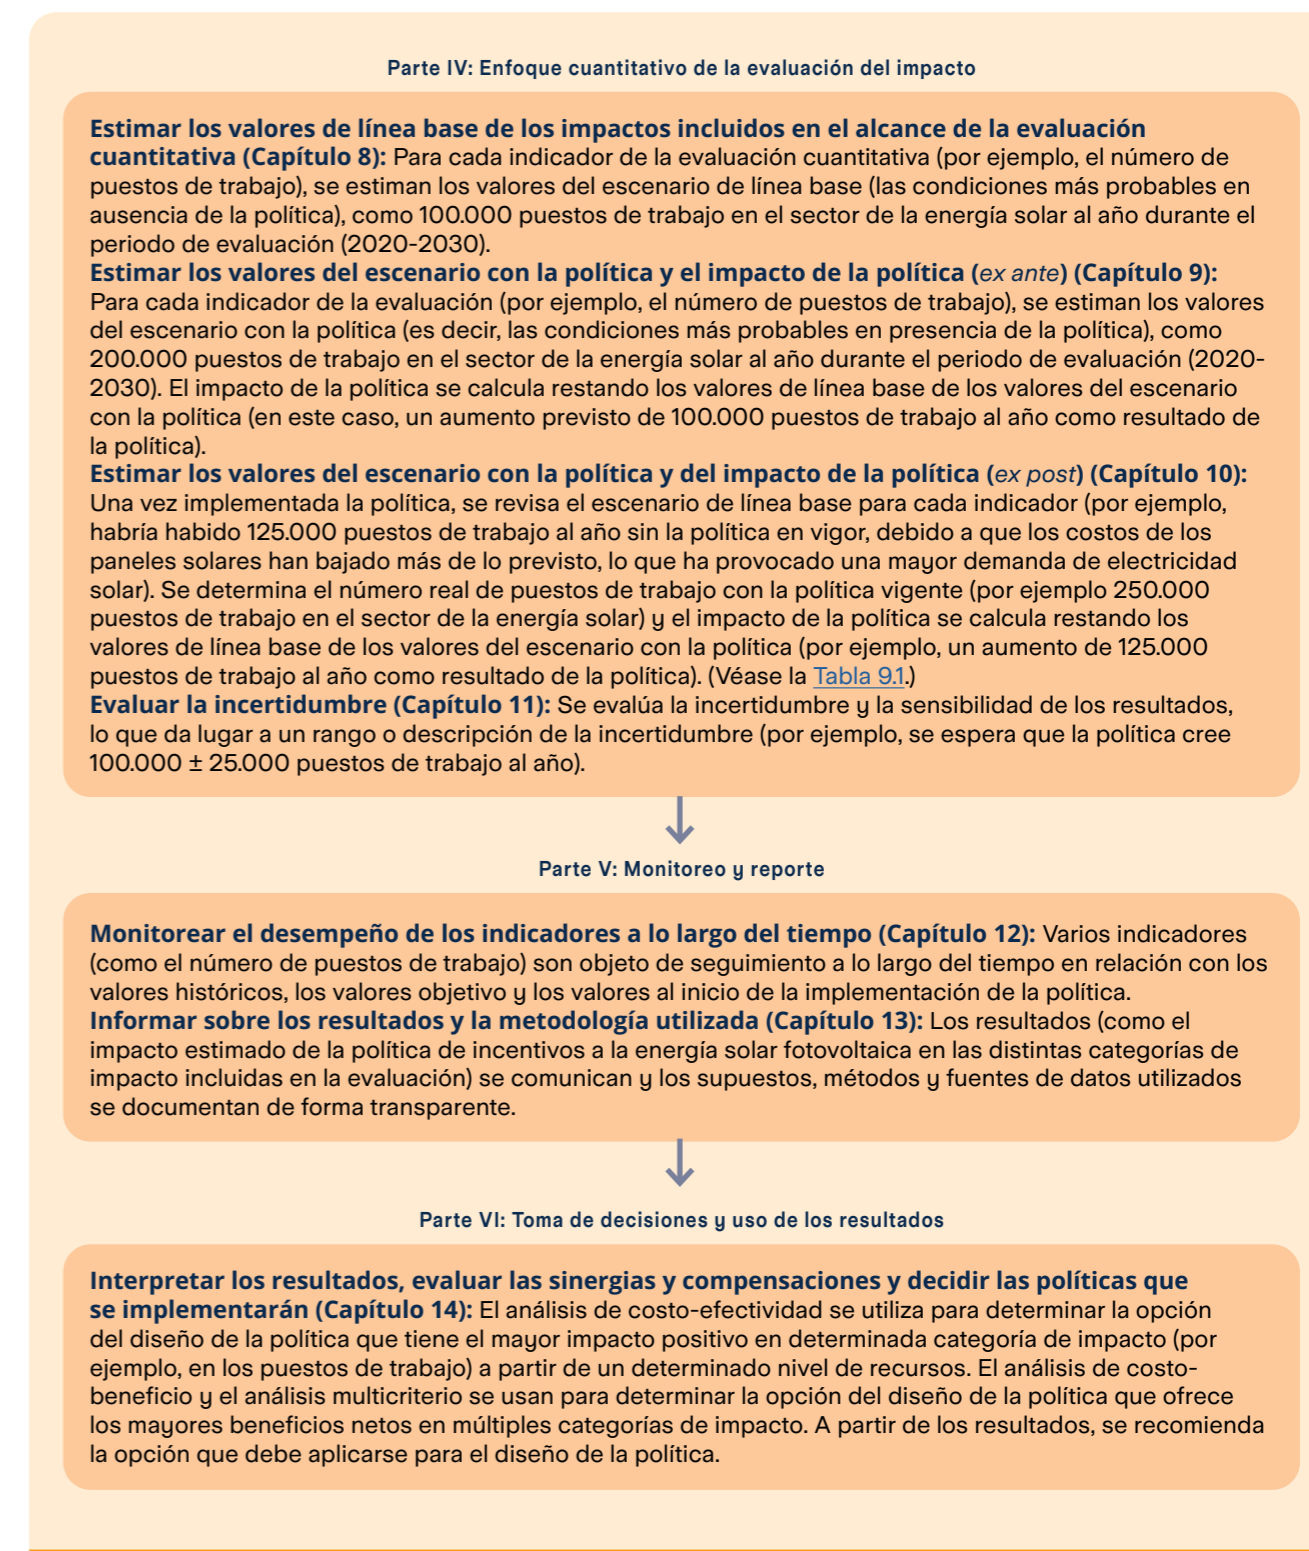 Parte IV: Enfoque cuantitativo de la evaluación del impacto
Estimar los valores de línea base de los impactos incluidos en el alcance de la evaluación
cuantitativa (Capítulo 8): Para cada indicador de la evaluación cuantitativa (por ejemplo, el número de
puestos de trabajo), se estiman los valores del escenario de línea base (las condiciones más probables en
ausencia de la política), como 100.000 puestos de trabajo en el sector de la energía solar al año durante el
periodo de evaluación (2020-2030).
Estimar los valores del escenario con la política y el impacto de la política (ex ante) (Capítulo 9):
Para cada indicador de la evaluación (por ejemplo, el número de puestos de trabajo), se estiman los valores
del escenario con la política (es decir, las condiciones más probables en presencia de la política), como
200.000 puestos de trabajo en el sector de la energía solar al año durante el periodo de evaluación (2020-
2030). El impacto de la política se calcula restando los valores de línea base de los valores del escenario
con la política (en este caso, un aumento previsto de 100.000 puestos de trabajo al año como resultado de
la política).
Estimar los valores del escenario con la política y del impacto de la política (ex post) (Capítulo 10):
Una vez implementada la política, se revisa el escenario de línea base para cada indicador (por ejemplo,
habría habido 125.000 puestos de trabajo al año sin la política en vigor, debido a que los costos de los
paneles solares han bajado más de lo previsto, lo que ha provocado una mayor demanda de electricidad
solar). Se determina el número real de puestos de trabajo con la política vigente (por ejemplo 250.000
puestos de trabajo en el sector de la energía solar) y el impacto de la politica se calcula restando los
valores de línea base de los valores del escenario con la política (por ejemplo, un aumento de 125.000
puestos de trabajo al año como resultado de la política). (Véase la Tabla 9.1.)
Evaluar la incertidumbre (Capítulo 11): Se evalúa la incertidumbre y la sensibilidad de los resultados,
lo que da lugar a un rango o descripción de la incertidumbre (por ejemplo, se espera que la política cree
100.000 ± 25.000 puestos de trabajo al año).
Parte V: Monitoreo y reporte
Monitorear el desempeño de los indicadores a lo largo del tiempo (Capítulo 12): Varios indicadores
(como el número de puestos de trabajo) son objeto de seguimiento a lo largo del tiempo en relación con los
valores históricos, los valores objetivo y los valores al inicio de la implementación de la política.
Informar sobre los resultados y la metodología utilizada (Capítulo 13): Los resultados (como el
impacto estimado de la política de incentivos a la energía solar fotovoltaica en las distintas categorías de
impacto incluidas en la evaluación) se comunican y los supuestos, métodos y fuentes de datos utilizados
se documentan de forma transparente.
Parte VI: Toma de decisiones y uso de los resultados
Interpretar los resultados, evaluar las sinergias y compensaciones y decidir las políticas que
se implementarán (Capítulo 14): El análisis de costo-efectividad se utiliza para determinar la opción
del diseño de la política que tiene el mayor impacto positivo en determinada categoría de impacto (por
ejemplo, en los puestos de trabajo) a partir de un determinado nivel de recursos. El análisis de costo-
beneficio y el análisis multicriterio se usan para determinar la opción del diseño de la política que ofrece
los mayores beneficios netos en múltiples categorías de impacto. A partir de los resultados, se recomienda
la opción que debe aplicarse para el diseño de la política.